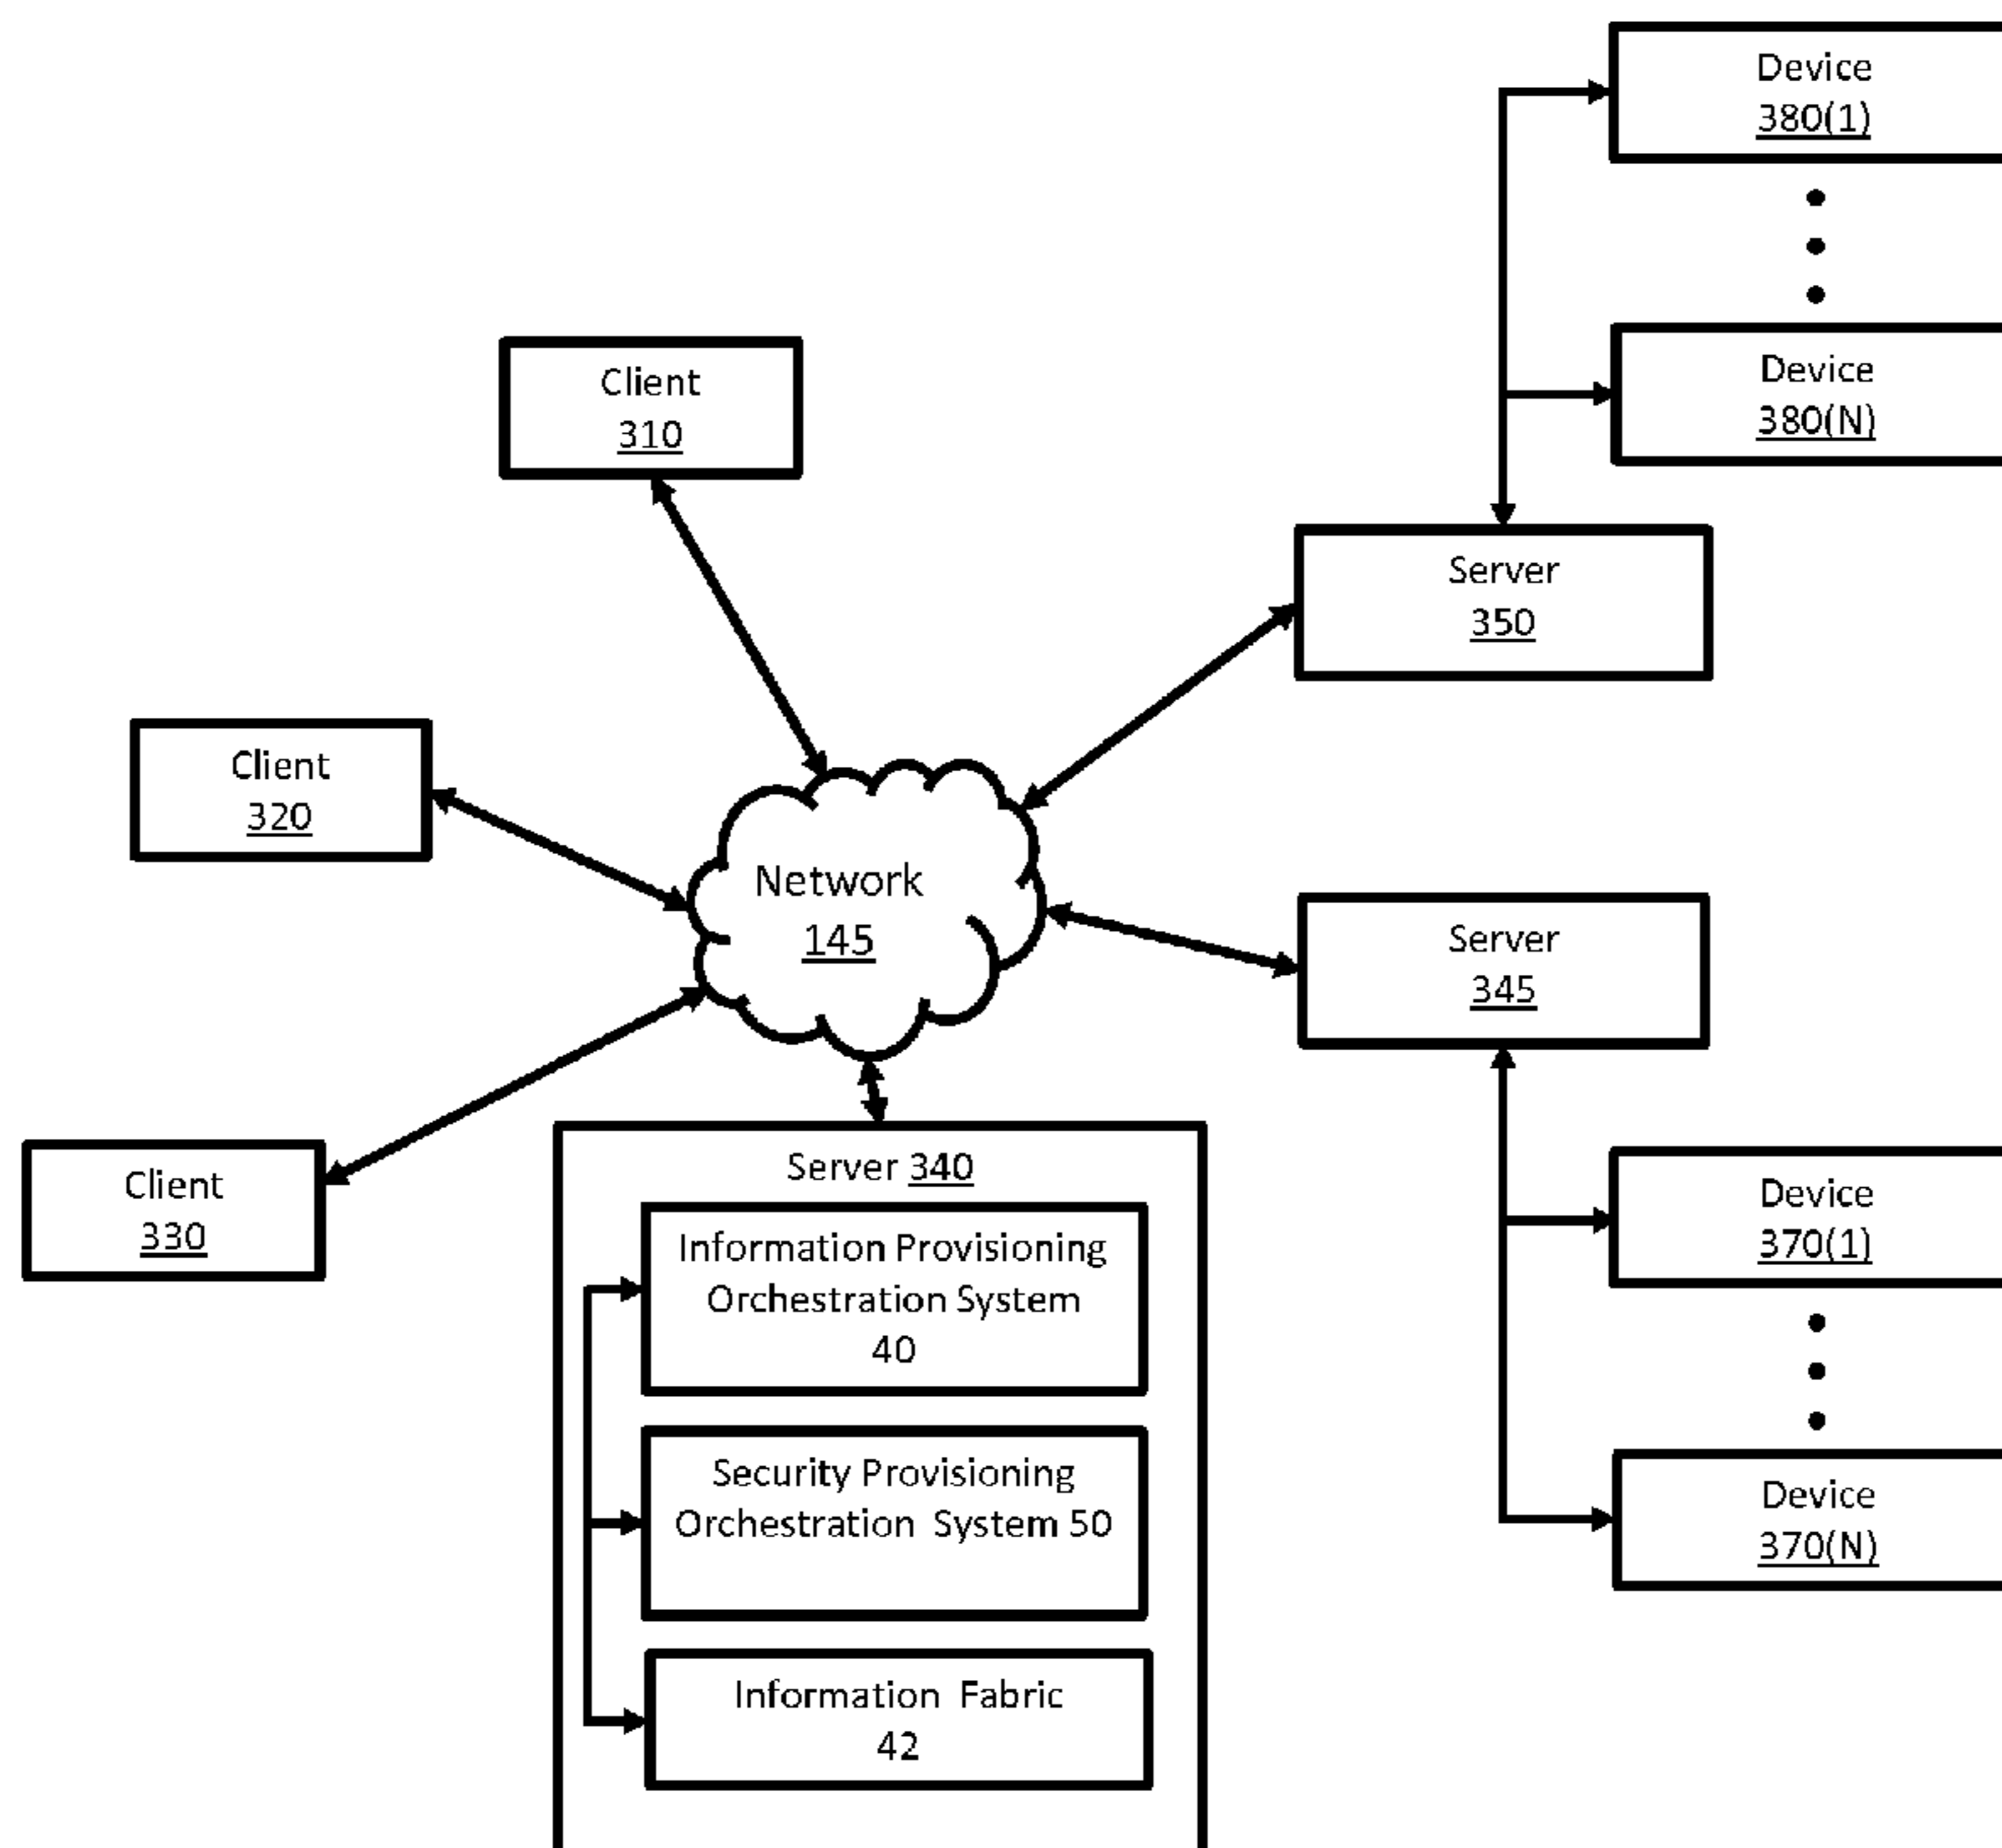 Device
380(1)
Device
380(N)
Client
310
Server
350
Client
320
Network
145
Server
345
Client
330
Server 340
Information Provisioning
Orchestration System
40
Security Provisioning
Orchestration System 50
Information Fabric
42
Device
370(1)
Device
370(N)